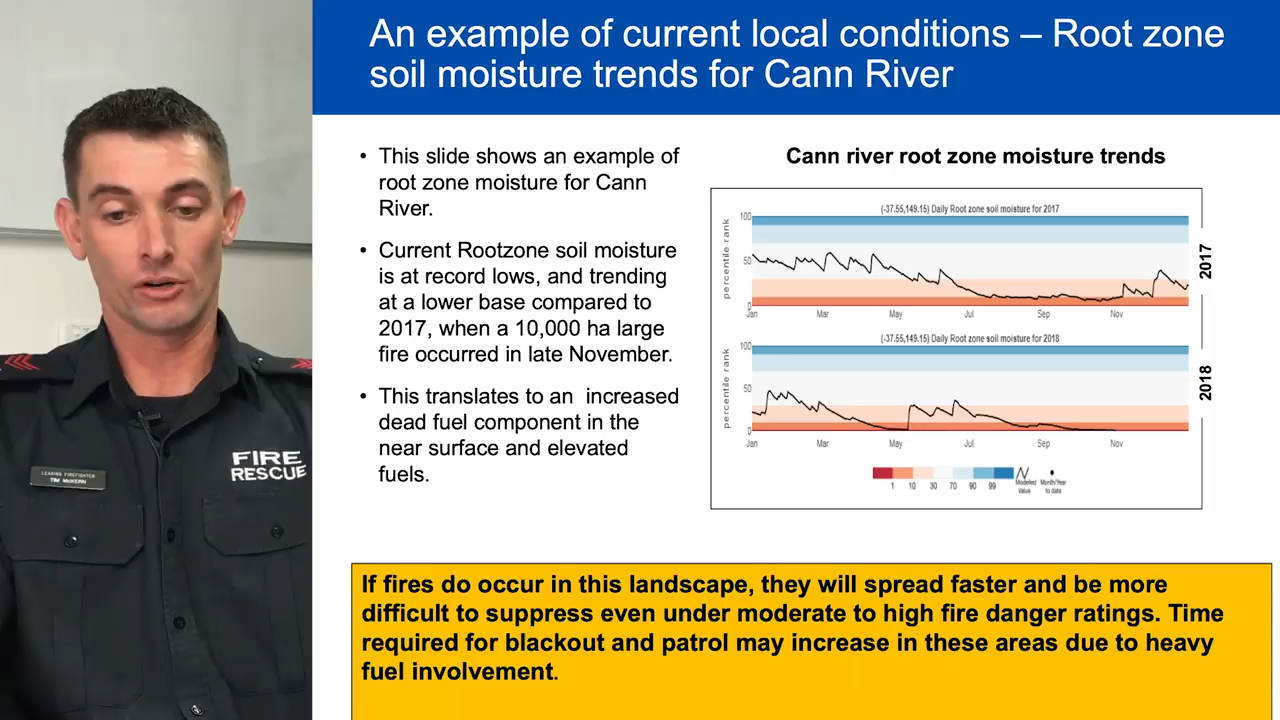 An example of current local conditions – Root zone
soil moisture trends for Cann River
• This slide shows an example of
root zone moisture for Cann
River.
• Current Rootzone soil moisture
is at record lows, and trending
at a lower base compared to
2017, when a 10,000 ha large
fire occurred in late November.
• This translates to an increased
dead fuel component in the
near surface and elevated
fuels.
Cann river root zone moisture trends
(-37.55,149.15) Daily Root zone soil moisture for 2017
percentile rank
100
50
0
Jan Mar May Jul Sep Nov
2017
(-37.55,149.15) Daily Root zone soil moisture for 2018
percentile rank
100
50
0
Jan Mar May Jul Sep Nov
2018
1 10 30 70 90 99
Modelled
Value
Month/Year
to date
If fires do occur in this landscape, they will spread faster and be more
difficult to suppress even under moderate to high fire danger ratings. Time
required for blackout and patrol may increase in these areas due to heavy
fuel involvement.
FIRE
RESCUE
LEADING FIREFIGHTER
TIM McKERN